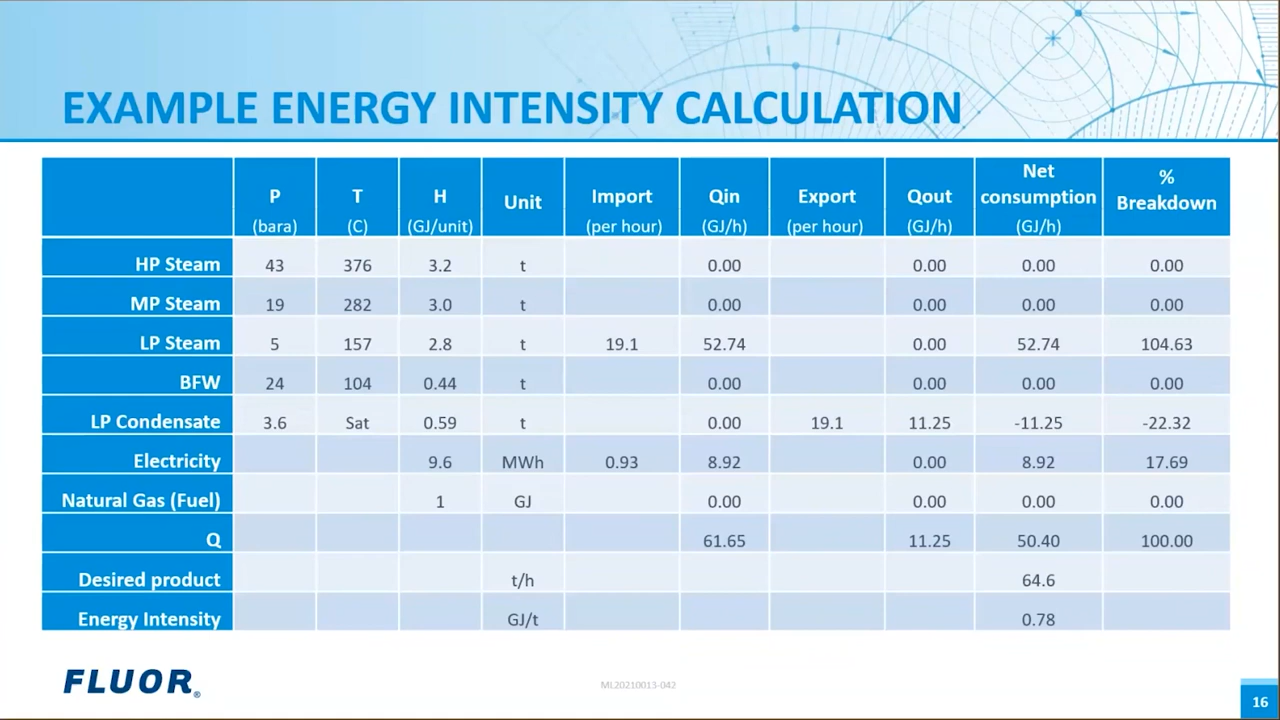 EXAMPLE ENERGY INTENSITY CALCULATION
P (bara) T (C) H (GJ/unit) Unit Import (per hour) Qin (GJ/h) Export (per hour) Qout (GJ/h) Net consumption (GJ/h) % Breakdown
HP Steam 43 376 3.2 t 0.00 0.00 0.00 0.00
MP Steam 19 282 3.0 t 0.00 0.00 0.00 0.00
LP Steam 5 157 2.8 t 19.1 52.74 0.00 52.74 104.63
BFW 24 104 0.44 t 0.00 0.00 0.00 0.00
LP Condensate 3.6 Sat 0.59 t 0.00 19.1 11.25 -11.25 -22.32
Electricity 9.6 MWh 0.93 8.92 0.00 8.92 17.69
Natural Gas (Fuel) 1 GJ 0.00 0.00 0.00 0.00
Q 61.65 11.25 50.40 100.00
Desired product t/h 64.6
Energy Intensity GJ/t 0.78
FLUOR®
ML20210013-042
16